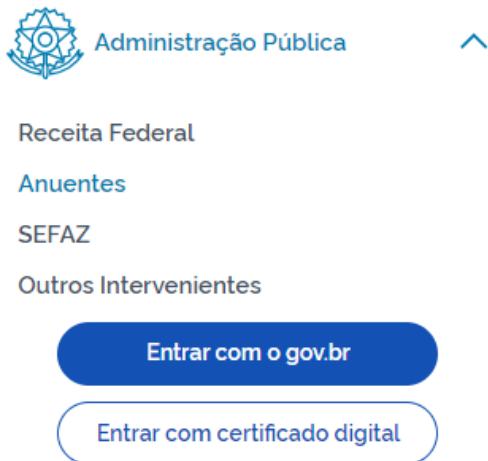 Administração Pública
Receita Federal
Anuentes
SEFAZ
Outros Intervenientes
Entrar com o gov.br
Entrar com certificado digital